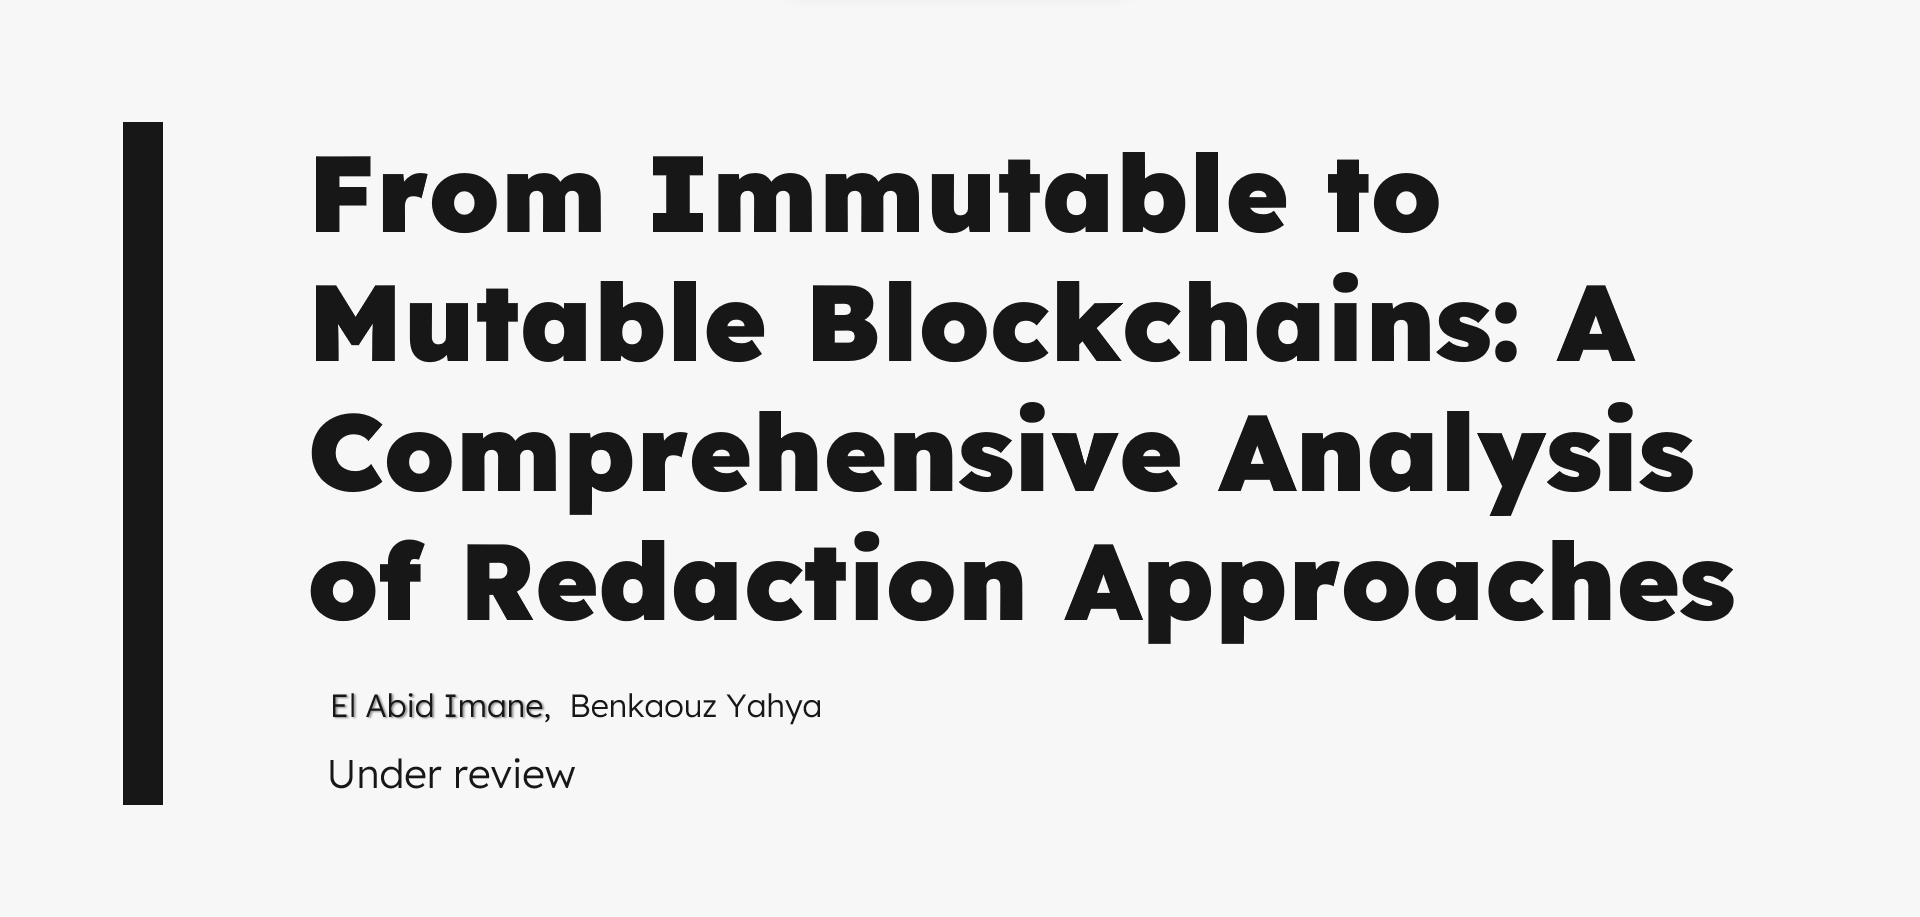 From Immutable to
Mutable Blockchains: A
Comprehensive Analysis
of Redaction Approaches
El Abid Imane, Benkaouz Yahya
Under review